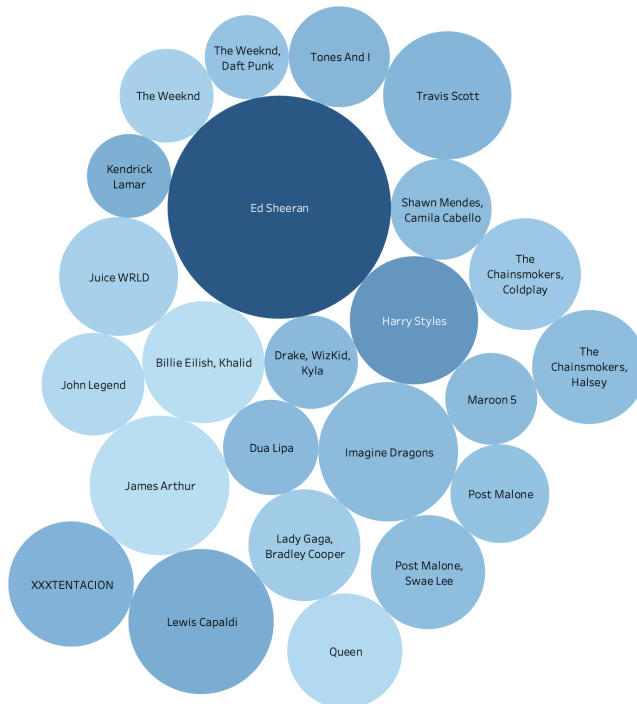 The Weeknd,
Daft Punk
Tones And I
The Weeknd
Travis Scott
Kendrick
Lamar
Ed Sheeran
Shawn Mendes,
Camila Cabello
The
Chainsmokers,
Coldplay
Juice WRLD
Harry Styles
Billie Eilish, Khalid
Drake, WizKid,
Kyla
The
Chainsmokers,
Halsey
John Legend
Maroon 5
Dua Lipa
Imagine Dragons
James Arthur
Post Malone
Lady Gaga,
Bradley Cooper
Post Malone,
Swae Lee
XXXTENTACION
Lewis Capaldi
Queen